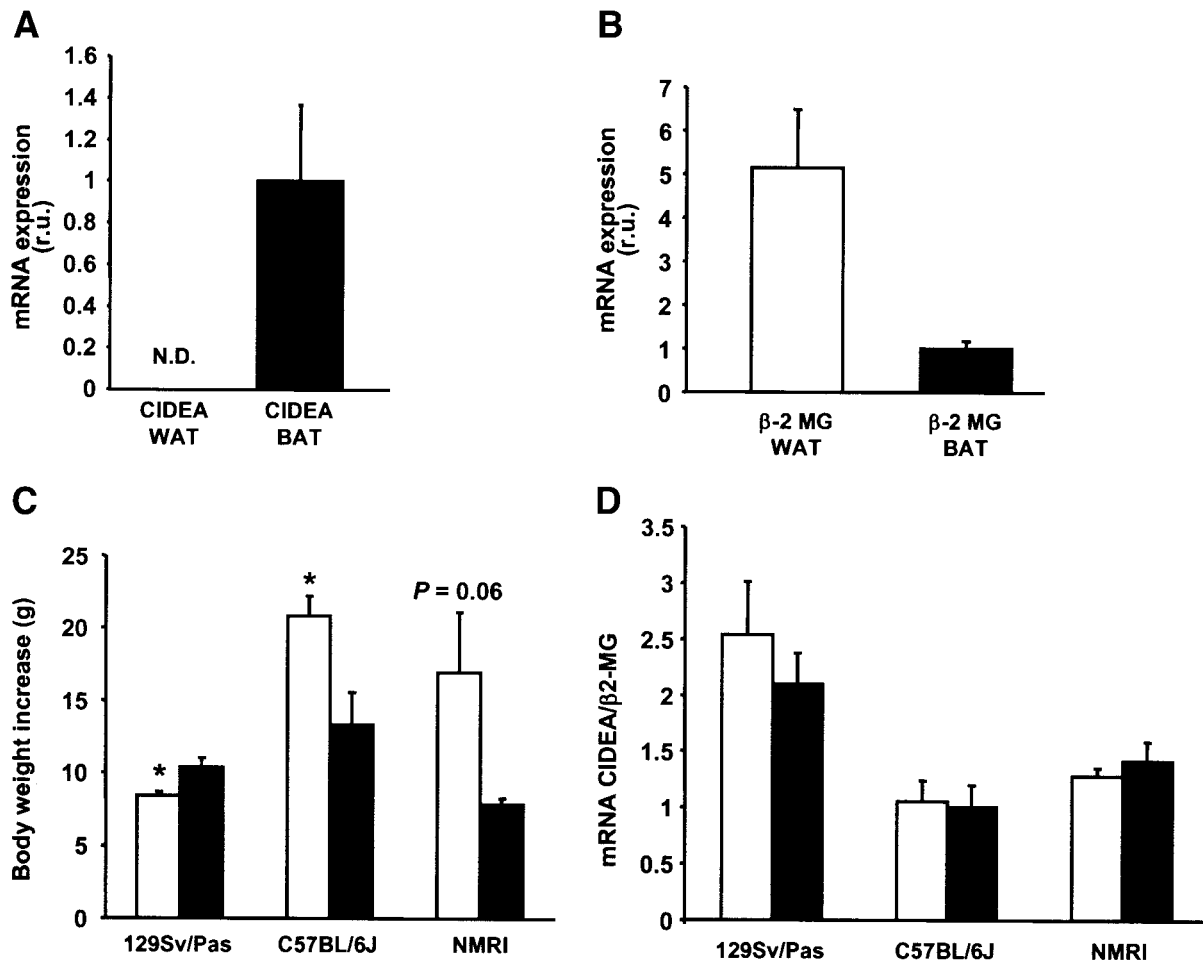 A
mRNA expression
(r.u.)
1.6
1.4
1.2
1
0.8
0.6
0.4
0.2
0
N.D.
CIDEA
WAT
CIDEA
BAT
B
mRNA expression
(r.u.)
7
6
5
4
3
2
1
0
β-2 MG
WAT
β-2 MG
BAT
C
Body weight increase (g)
25
20
15
10
5
0
*
*
P = 0.06
129Sv/Pas
C57BL/6J
NMRI
D
mRNA CIDEA/β2-MG
3.5
3
2.5
2
1.5
1
0.5
0
129Sv/Pas
C57BL/6J
NMRI